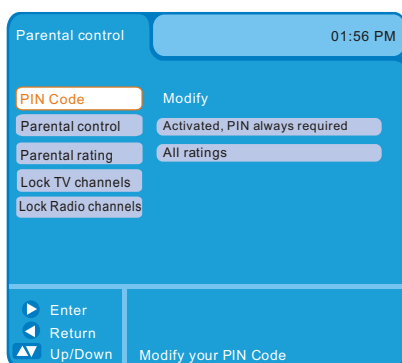 Parental control 01:56 PM
PIN Code Modify
Parental control Activated, PIN always required
Parental rating All ratings
Lock TV channels
Lock Radio channels
Enter
Return
Up/Down Modify your PIN Code